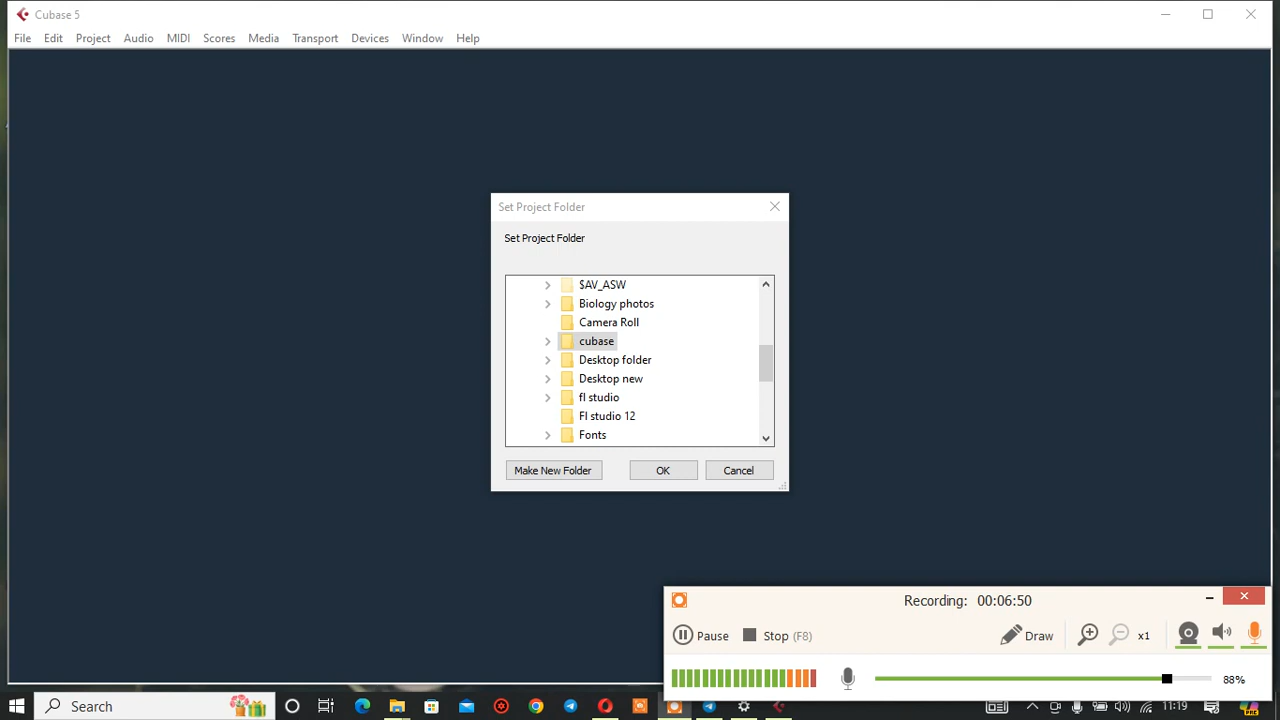 Cubase 5
File Edit Project Audio MIDI Scores Media Transport Devices Window Help
Set Project Folder
Set Project Folder
$AV_ASW
Biology photos
Camera Roll
cubase
Desktop folder
Desktop new
fl studio
Fl studio 12
Fonts
Make New Folder OK Cancel
Recording: 00:06:50
Pause Stop (F8) Draw x1
88%
Search 11:19